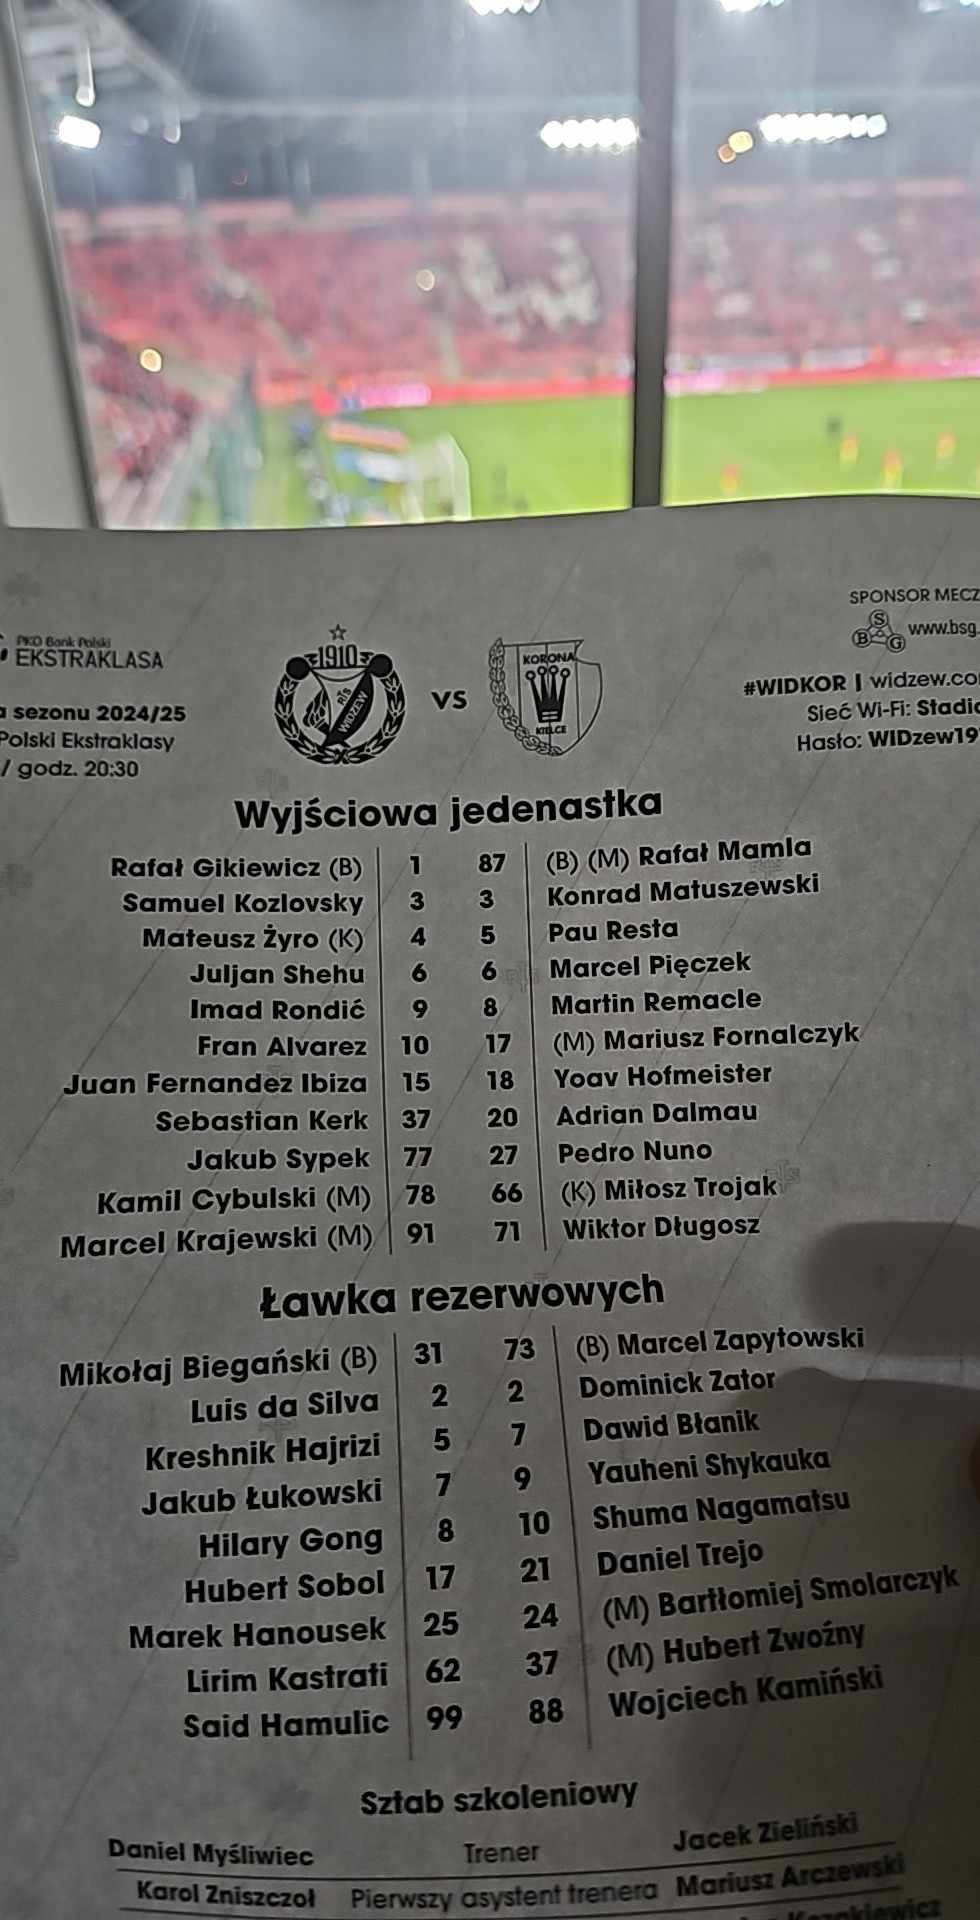 SPONSOR MECZ
PKO Bank Polski
EKSTRAKLASA
1910
RTS
WIDZEW
VS
KORONA
KIELCE
B S G
www.bsg.
#WIDKOR | widzew.co
a sezonu 2024/25
Sieć Wi-Fi: Stadio
Polski Ekstraklasy
Hasło: WIDzew19
/ godz. 20:30
Wyjściowa jedenastka
Rafał Gikiewicz (B) 1 87 (B) (M) Rafał Mamla
Samuel Kozlovsky 3 3 Konrad Matuszewski
Mateusz Żyro (K) 4 5 Pau Resta
Juljan Shehu 6 6 Marcel Pięczek
Imad Rondić 9 8 Martin Remacle
Fran Alvarez 10 17 (M) Mariusz Fornalczyk
Juan Fernandez Ibiza 15 18 Yoav Hofmeister
Sebastian Kerk 37 20 Adrian Dalmau
Jakub Sypek 77 27 Pedro Nuno
Kamil Cybulski (M) 78 66 (K) Miłosz Trojak
Marcel Krajewski (M) 91 71 Wiktor Długosz
Ławka rezerwowych
Mikołaj Biegański (B) 31 73 (B) Marcel Zapytowski
Luis da Silva 2 2 Dominick Zator
Kreshnik Hajrizi 5 7 Dawid Błanik
Jakub Łukowski 7 9 Yauheni Shykauka
Hilary Gong 8 10 Shuma Nagamatsu
Hubert Sobol 17 21 Daniel Trejo
Marek Hanousek 25 24 (M) Bartłomiej Smolarczyk
Lirim Kastrati 62 37 (M) Hubert Zwoźny
Said Hamulic 99 88 Wojciech Kamiński
Sztab szkoleniowy
Daniel Myśliwiec Trener Jacek Zieliński
Karol Zniszczoł Pierwszy asystent trenera Mariusz Arczewski